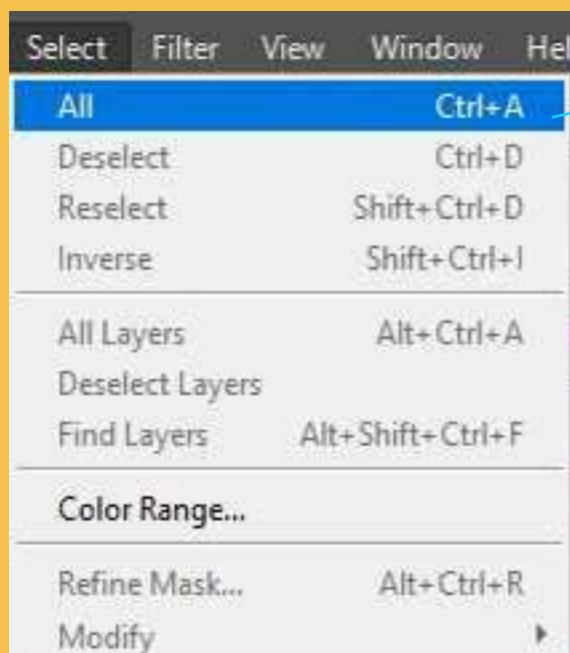 Select Filter View Window Hel
All Ctrl+A
Deselect Ctrl+D
Reselect Shift+Ctrl+D
Inverse Shift+Ctrl+I
All Layers Alt+Ctrl+A
Deselect Layers
Find Layers Alt+Shift+Ctrl+F
Color Range...
Refine Mask... Alt+Ctrl+R
Modify